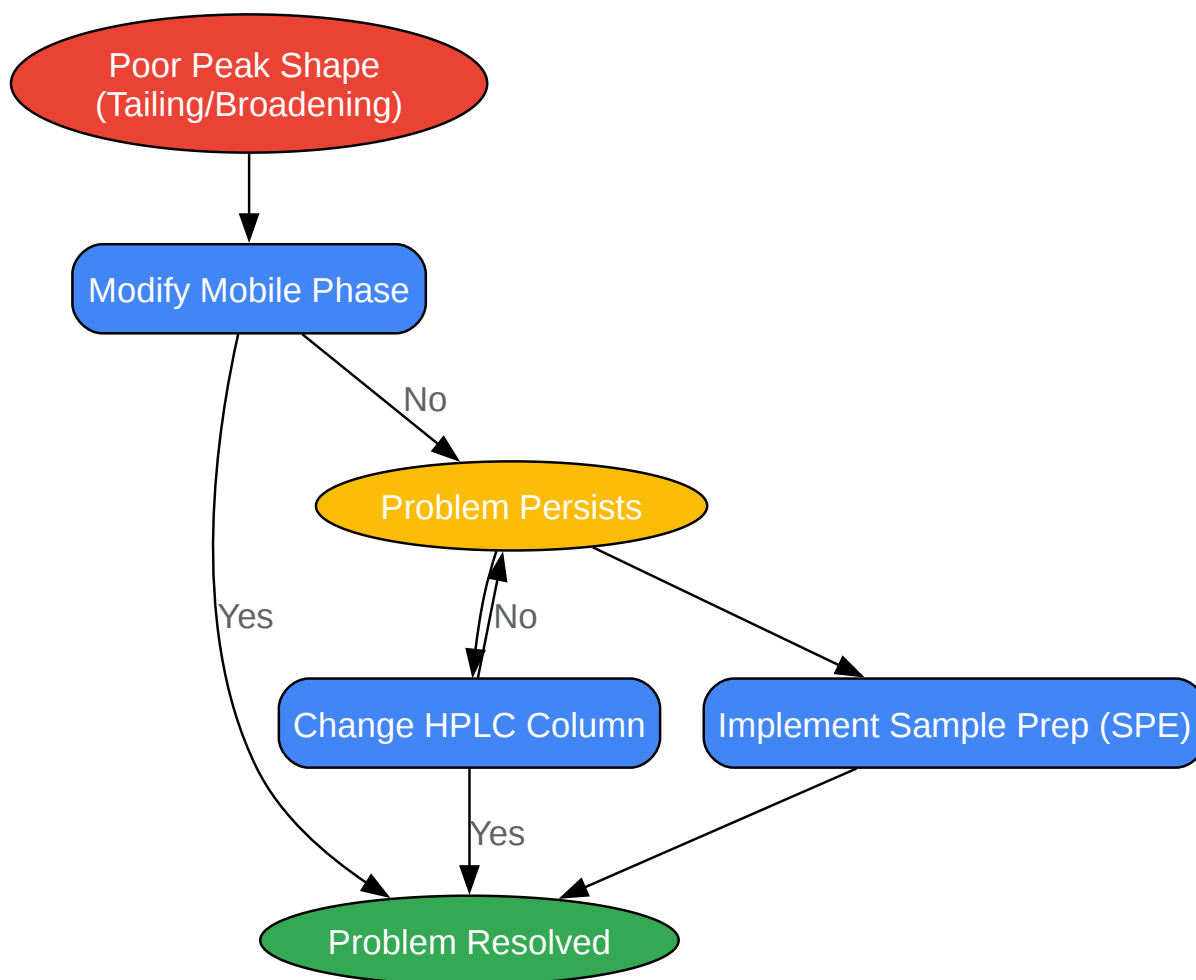 Poor Peak Shape
(Tailing/Broadening)
Modify Mobile Phase
No
Problem Persists
Yes
No
Change HPLC Column
Implement Sample Prep (SPE)
Yes
Problem Resolved